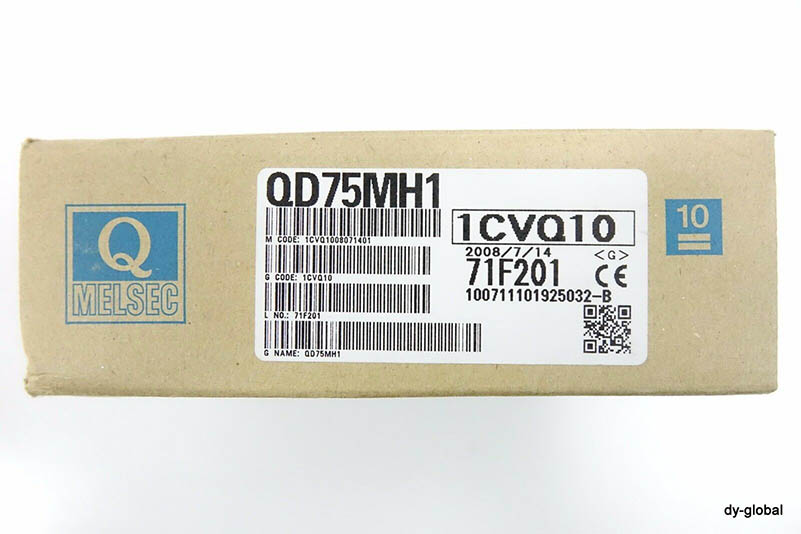 Q
MELSEC
QD75MH1
M CODE: 1CVQ1008071401
G CODE: 1CVQ10
L NO.: 71F201
G NAME: QD75MH1
1CVQ10
2008/7/14 <G>
71F201 CE
100711101925032-B
10
dy-global